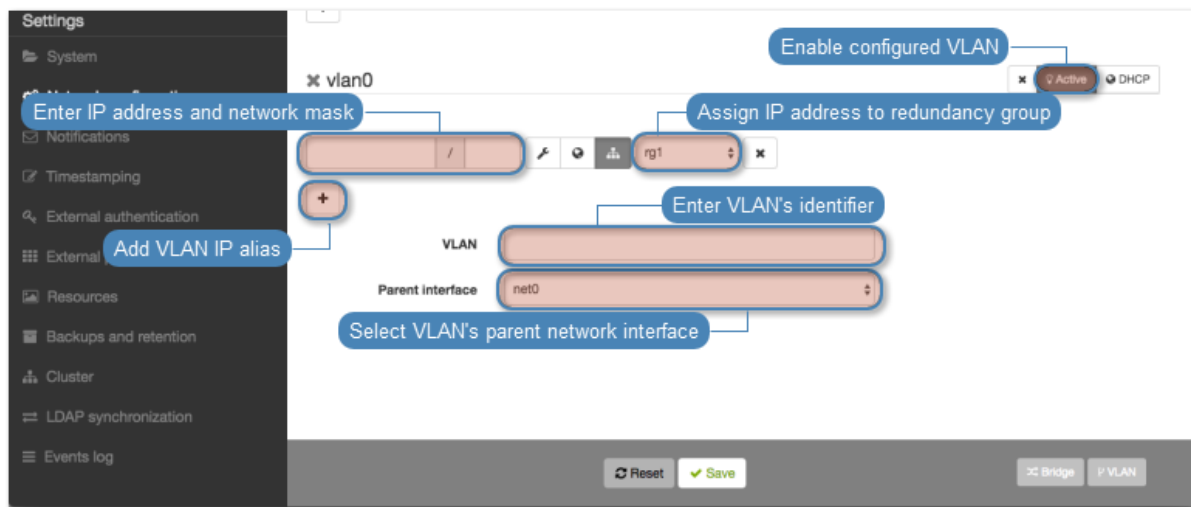 Settings
System
Notifications
Timestamping
External authentication
External
Resources
Backups and retention
Cluster
LDAP synchronization
Events log
Enable configured VLAN
vlan0
Active
DHCP
Enter IP address and network mask
Assign IP address to redundancy group
/
rg1
Enter VLAN's identifier
Add VLAN IP alias
VLAN
Parent interface
net0
Select VLAN's parent network interface
Reset
Save
Bridge
VLAN